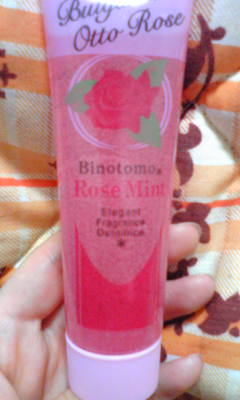 Otto Rose
Binotomo
Rose Mint
Elegant
Fragrance
Dentifrice
*